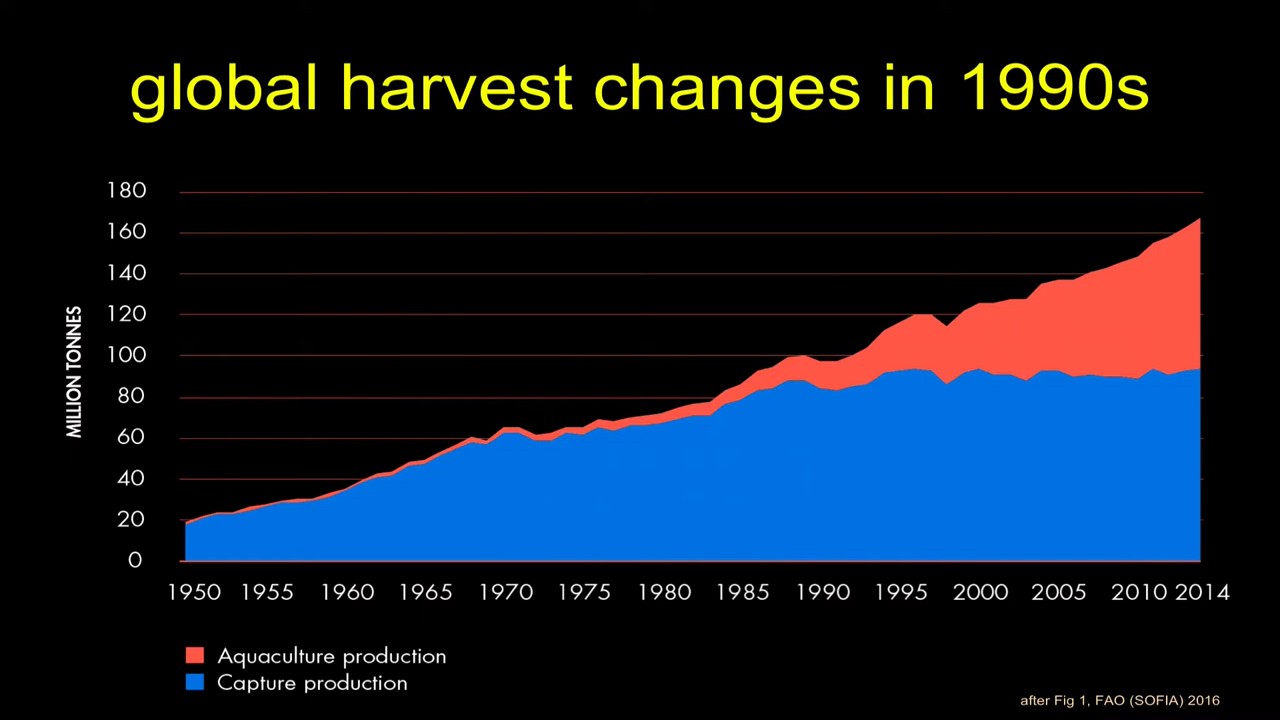 global harvest changes in 1990s
180
160
140
120
100
80
60
40
20
0
MILLION TONNES
1950 1955 1960 1965 1970 1975 1980 1985 1990 1995 2000 2005 2010 2014
Aquaculture production
Capture production
after Fig 1, FAO (SOFIA) 2016